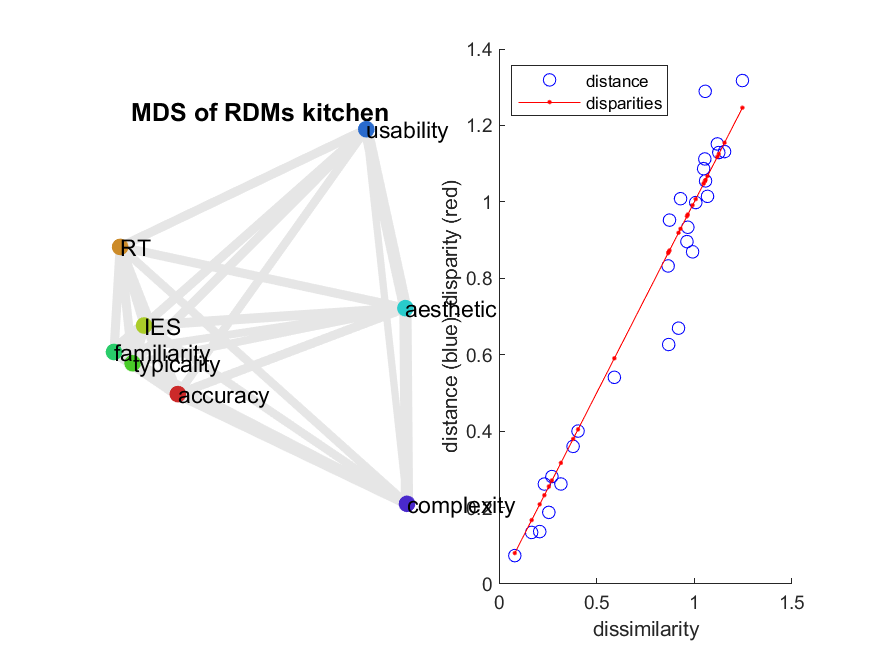 MDS of RDMs kitchen
usability
RT
aesthetic
IES
familiarity
typicality
accuracy
complexity
distance (blue), disparity (red)
1.4
1.2
1
0.8
0.6
0.4
0.2
0
distance
disparities
0 0.5 1 1.5
dissimilarity